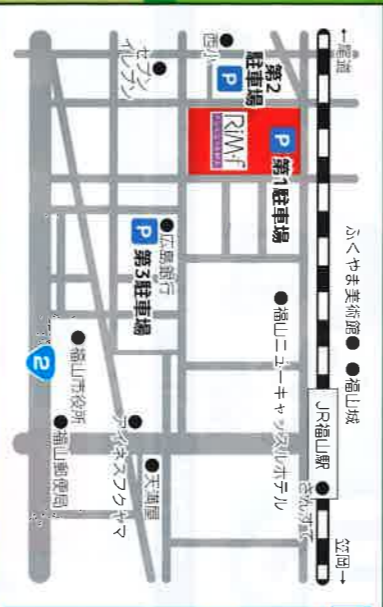 ←尾道
笠岡→
ふくやま美術館
福山城
JR福山駅
さんすて
西小
第2
駐車場
P
P
第1駐車場
RiM-f
福山ニューキャッスルホテル
セブン
イレブン
広島銀行
P
第3駐車場
天満屋
アイネスフクヤマ
福山市役所
福山郵便局
2